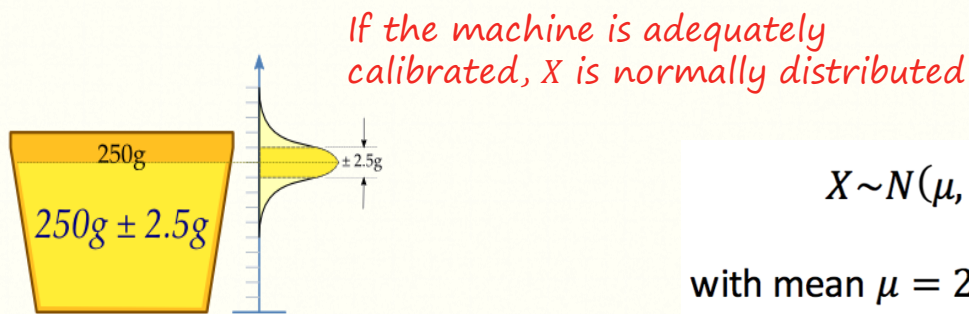 If the machine is adequately
calibrated, X is normally distributed
250g
± 2.5g
250g ± 2.5g
X~N(μ,
with mean μ = 2